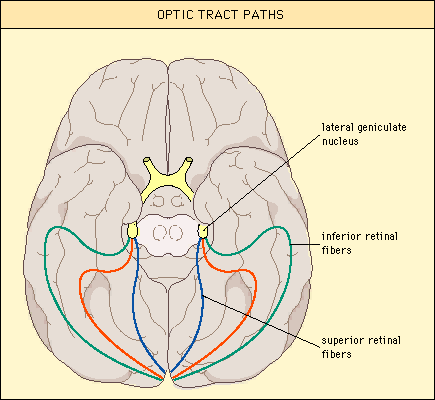 OPTIC TRACT PATHS
lateral geniculate
nucleus
inferior retinal
fibers
superior retinal
fibers